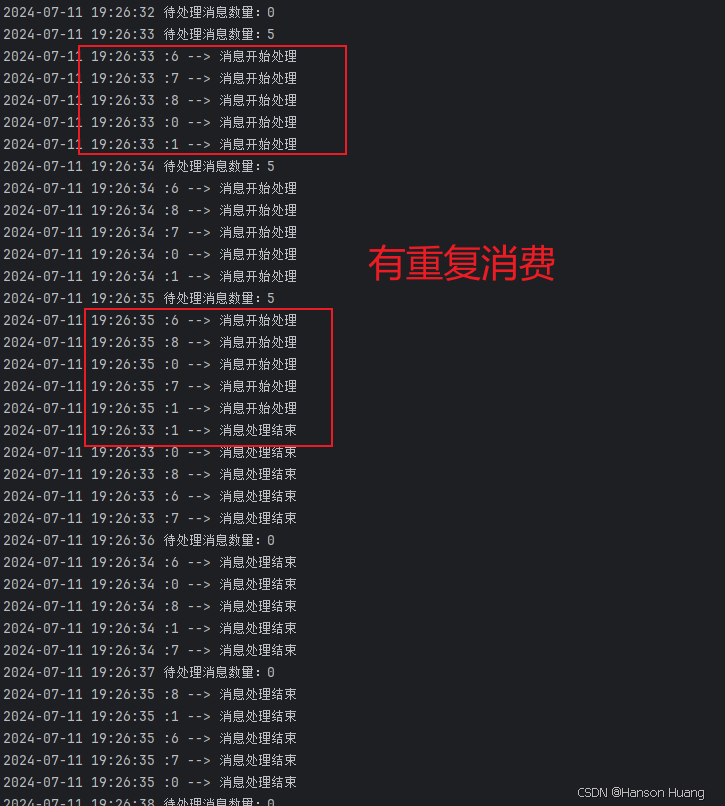 2024-07-11 19:26:32 待处理消息数量：0
2024-07-11 19:26:33 待处理消息数量：5
2024-07-11 19:26:33 :6 --> 消息开始处理
2024-07-11 19:26:33 :7 --> 消息开始处理
2024-07-11 19:26:33 :8 --> 消息开始处理
2024-07-11 19:26:33 :0 --> 消息开始处理
2024-07-11 19:26:33 :1 --> 消息开始处理
2024-07-11 19:26:34 待处理消息数量：5
2024-07-11 19:26:34 :6 --> 消息开始处理
2024-07-11 19:26:34 :8 --> 消息开始处理
2024-07-11 19:26:34 :7 --> 消息开始处理
2024-07-11 19:26:34 :0 --> 消息开始处理
有重复消费
2024-07-11 19:26:34 :1 --> 消息开始处理
2024-07-11 19:26:35 待处理消息数量：5
2024-07-11 19:26:35 :6 --> 消息开始处理
2024-07-11 19:26:35 :8 --> 消息开始处理
2024-07-11 19:26:35 :0 --> 消息开始处理
2024-07-11 19:26:35 :7 --> 消息开始处理
2024-07-11 19:26:35 :1 --> 消息开始处理
2024-07-11 19:26:33 :1 --> 消息处理结束
2024-07-11 19:26:33 :0 --> 消息处理结束
2024-07-11 19:26:33 :8 --> 消息处理结束
2024-07-11 19:26:33 :6 --> 消息处理结束
2024-07-11 19:26:33 :7 --> 消息处理结束
2024-07-11 19:26:36 待处理消息数量：0
2024-07-11 19:26:34 :6 --> 消息处理结束
2024-07-11 19:26:34 :0 --> 消息处理结束
2024-07-11 19:26:34 :8 --> 消息处理结束
2024-07-11 19:26:34 :1 --> 消息处理结束
2024-07-11 19:26:34 :7 --> 消息处理结束
2024-07-11 19:26:37 待处理消息数量：0
2024-07-11 19:26:35 :8 --> 消息处理结束
2024-07-11 19:26:35 :1 --> 消息处理结束
2024-07-11 19:26:35 :6 --> 消息处理结束
2024-07-11 19:26:35 :7 --> 消息处理结束
2024-07-11 19:26:35 :0 --> 消息处理结束
2024-07-11 19:26:38 待处理消息数量：0
CSDN @Hanson Huang